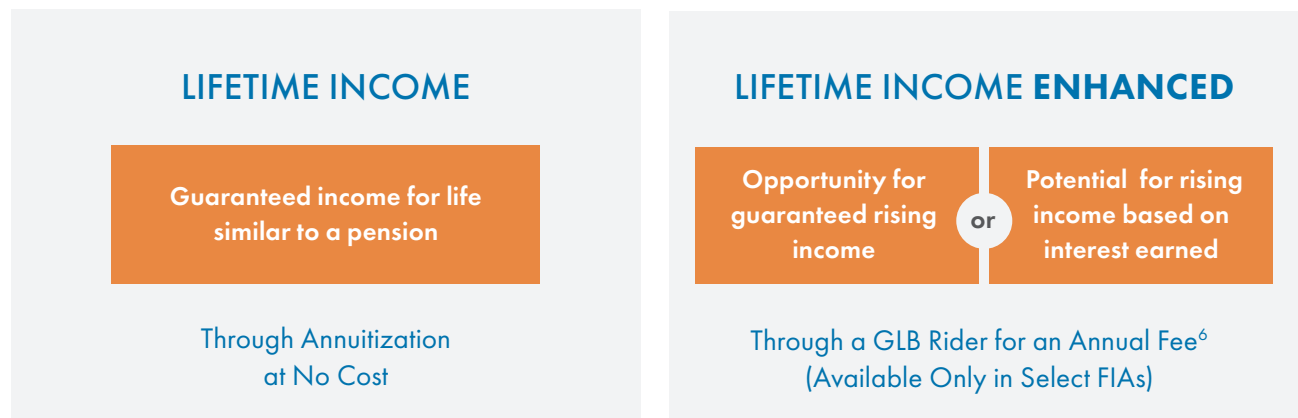 LIFETIME INCOME
Guaranteed income for life
similar to a pension
Through Annuitization
at No Cost
LIFETIME INCOME ENHANCED
Opportunity for
guaranteed rising
income
or
Potential for rising
income based on
interest earned
Through a GLB Rider for an Annual Fee⁶
(Available Only in Select FIAs)